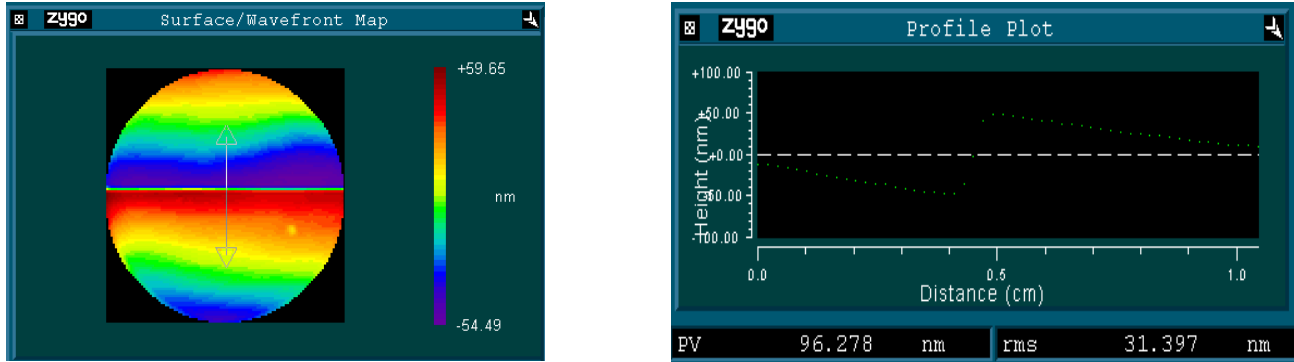 zygo Surface/Wavefront Map
+59.65
nm
-54.49
zygo Profile Plot
+100.00
+50.00
+0.00
-50.00
-100.00
Height (nm)
0.0 0.5 1.0
Distance (cm)
PV 96.278 nm rms 31.397 nm